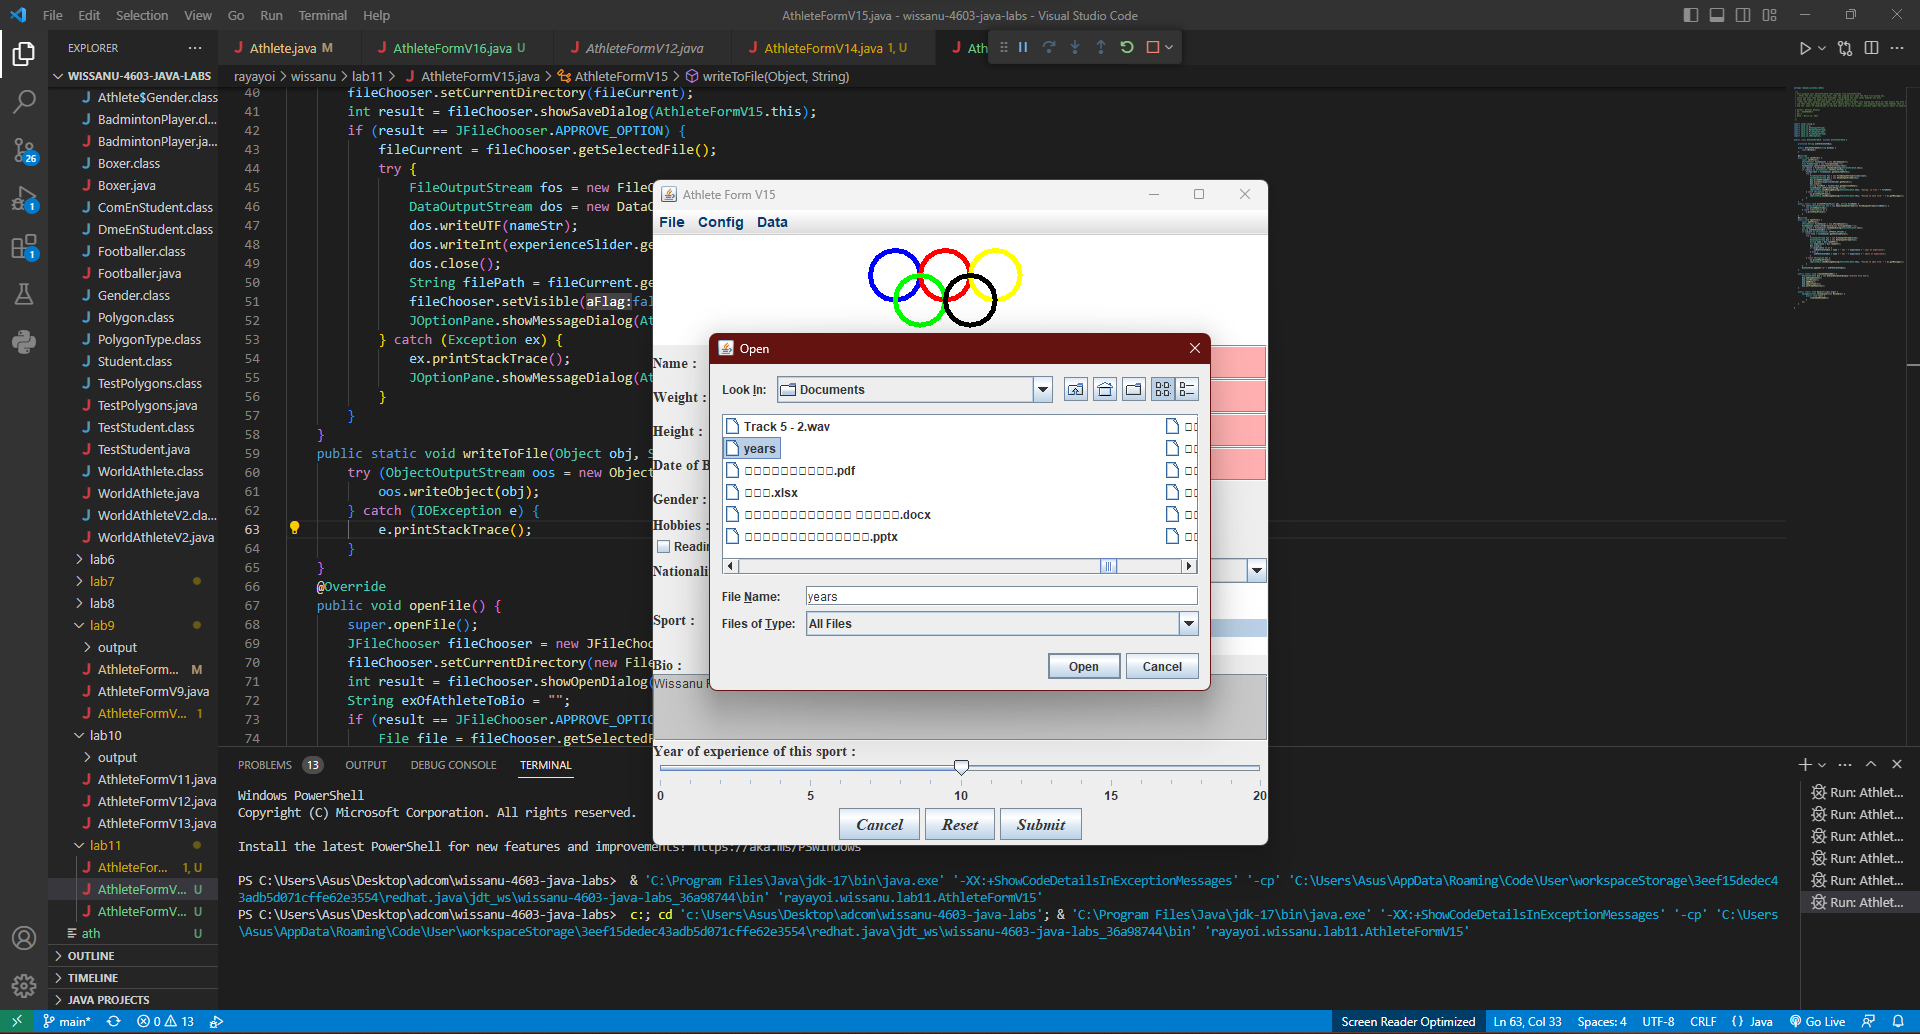 File Edit Selection View Go Run Terminal Help
AthleteFormV15.java - wissanu-4603-java-labs - Visual Studio Code
EXPLORER
Athlete.java M
AthleteFormV16.java U
AthleteFormV12.java
AthleteFormV14.java 1, U
Ath
WISSANU-4603-JAVA-LABS
rayayoi > wissanu > lab11 > AthleteFormV15.java > AthleteFormV15 > writeToFile(Object, String)
Athlete$Gender.class
BadmintonPlayer.cl...
BadmintonPlayer.ja...
Boxer.class
Boxer.java
ComEnStudent.class
DmeEnStudent.class
Footballer.class
Footballer.java
Gender.class
Polygon.class
PolygonType.class
Student.class
TestPolygons.class
TestPolygons.java
TestStudent.class
TestStudent.java
WorldAthlete.class
WorldAthlete.java
WorldAthleteV2.cla...
WorldAthleteV2.java
lab6
lab7
lab8
lab9
output
AthleteForm... M
AthleteFormV9.java
AthleteFormV... 1
lab10
output
AthleteFormV11.java
AthleteFormV12.java
AthleteFormV13.java
lab11
AthleteFor... 1, U
AthleteFormV... U
AthleteFormV... U
ath U
OUTLINE
TIMELINE
JAVA PROJECTS
26
1
1
40 fileChooser.setCurrentDirectory(fileCurrent);
41 int result = fileChooser.showSaveDialog(AthleteFormV15.this);
42 if (result == JFileChooser.APPROVE_OPTION) {
43 fileCurrent = fileChooser.getSelectedFile();
44 try {
45 FileOutputStream fos = new FileO
46 DataOutputStream dos = new DataO
47 dos.writeUTF(nameStr);
48 dos.writeInt(experienceSlider.ge
49 dos.close();
50 String filePath = fileCurrent.ge
51 fileChooser.setVisible(aFlag:fal
52 JOptionPane.showMessageDialog(At
53 } catch (Exception ex) {
54 ex.printStackTrace();
55 JOptionPane.showMessageDialog(At
56 }
57 }
58 }
59 public static void writeToFile(Object obj, S
60 try (ObjectOutputStream oos = new Object
61 oos.writeObject(obj);
62 } catch (IOException e) {
63 e.printStackTrace();
64 }
65 }
66 @Override
67 public void openFile() {
68 super.openFile();
69 JFileChooser fileChooser = new JFileChoo
70 fileChooser.setCurrentDirectory(new File
71 int result = fileChooser.showOpenDialog(
72 String exOfAthleteToBio = "";
73 if (result == JFileChooser.APPROVE_OPTIO
74 File file = fileChooser.getSelectedF
Athlete Form V15
File Config Data
Name :
Weight :
Height :
Date of B
Gender :
Hobbies :
Readin
Nationali
Sport :
Bio :
Wissanu
Year of experience of this sport :
0 5 10 15 20
Cancel Reset Submit
Open
Look In: Documents
Track 5 - 2.wav
years
.pdf
.xlsx
.docx
.pptx
File Name: years
Files of Type: All Files
Open Cancel
PROBLEMS 13 OUTPUT DEBUG CONSOLE TERMINAL
Windows PowerShell
Copyright (C) Microsoft Corporation. All rights reserved.
Install the latest PowerShell for new features and improvements! https://aka.ms/PSWindows
PS C:\Users\Asus\Desktop\adcom\wissanu-4603-java-labs> & 'C:\Program Files\Java\jdk-17\bin\java.exe' '-XX:+ShowCodeDetailsInExceptionMessages' '-cp' 'C:\Users\Asus\AppData\Roaming\Code\User\workspaceStorage\3eef15dedec4
3adb5d071cffe62e3554\redhat.java\jdt_ws\wissanu-4603-java-labs_36a98744\bin' 'rayayoi.wissanu.lab11.AthleteFormV15'
PS C:\Users\Asus\Desktop\adcom\wissanu-4603-java-labs> c:; cd 'c:\Users\Asus\Desktop\adcom\wissanu-4603-java-labs'; & 'C:\Program Files\Java\jdk-17\bin\java.exe' '-XX:+ShowCodeDetailsInExceptionMessages' '-cp' 'C:\Users
\Asus\AppData\Roaming\Code\User\workspaceStorage\3eef15dedec43adb5d071cffe62e3554\redhat.java\jdt_ws\wissanu-4603-java-labs_36a98744\bin' 'rayayoi.wissanu.lab11.AthleteFormV15'
Run: Athlet...
Run: Athlet...
Run: Athlet...
Run: Athlet...
Run: Athlet...
Run: Athlet...
main* 0 13
Screen Reader Optimized Ln 63, Col 33 Spaces: 4 UTF-8 CRLF {} Java Go Live